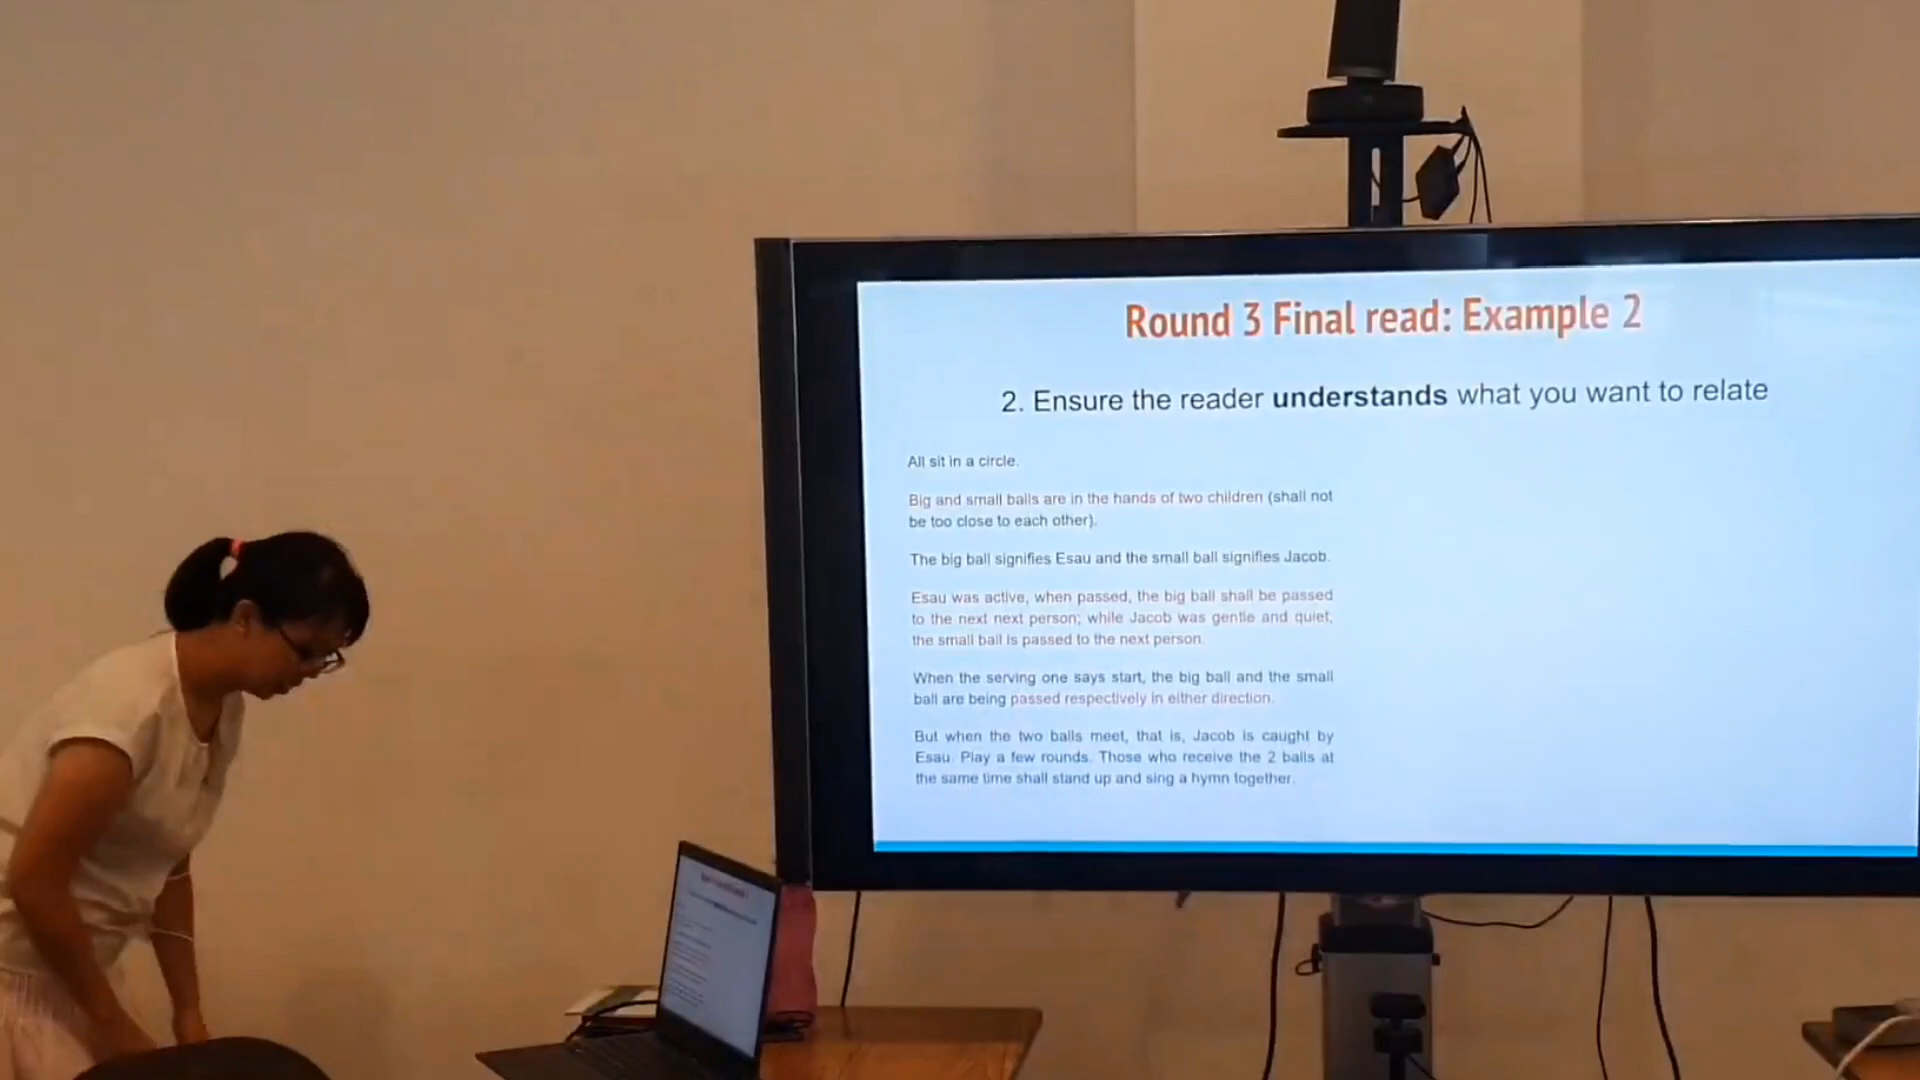 Round 3 Final read: Example 2
2. Ensure the reader understands what you want to relate
All sit in a circle.
Big and small balls are in the hands of two children (shall not
be too close to each other).
The big ball signifies Esau and the small ball signifies Jacob.
Esau was active, when passed, the big ball shall be passed
to the next next person; while Jacob was gentle and quiet,
the small ball is passed to the next person.
When the serving one says start, the big ball and the small
ball are being passed respectively in either direction.
But when the two balls meet, that is, Jacob is caught by
Esau. Play a few rounds. Those who receive the 2 balls at
the same time shall stand up and sing a hymn together.